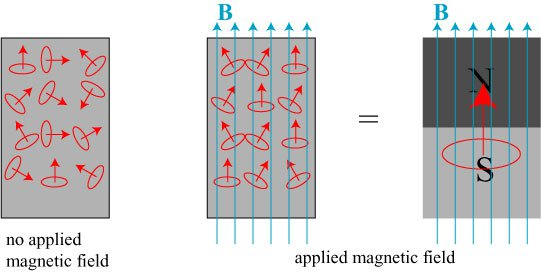 B
B
N
=
S
no applied
magnetic field
applied magnetic field